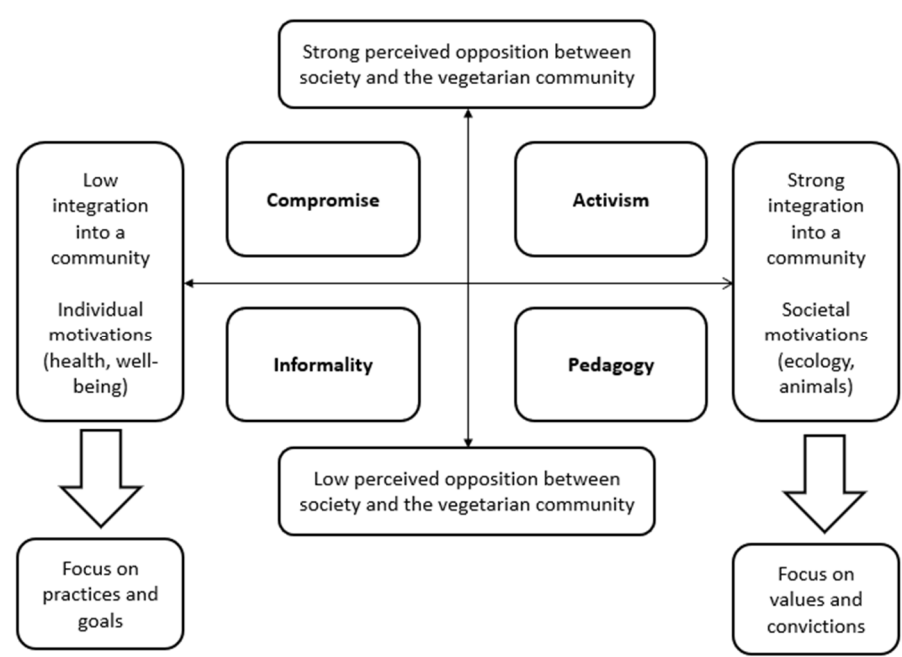 Strong perceived opposition between
society and the vegetarian community
Low
integration
into a
community
Individual
motivations
(health, well-
being)
Compromise
Activism
Strong
integration
into a
community
Societal
motivations
(ecology,
animals)
Informality
Pedagogy
Low perceived opposition between
society and the vegetarian community
Focus on
practices and
goals
Focus on
values and
convictions